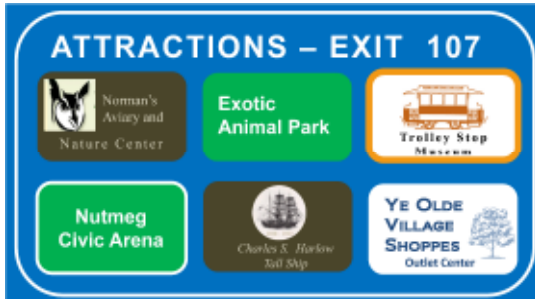 ATTRACTIONS – EXIT 107
Norman's
Aviary and
Nature Center
Exotic
Animal Park
Trolley Stop
Museum
Nutmeg
Civic Arena
Charles S. Harlow
Tall Ship
YE OLDE
VILLAGE
SHOPPES
Outlet Center